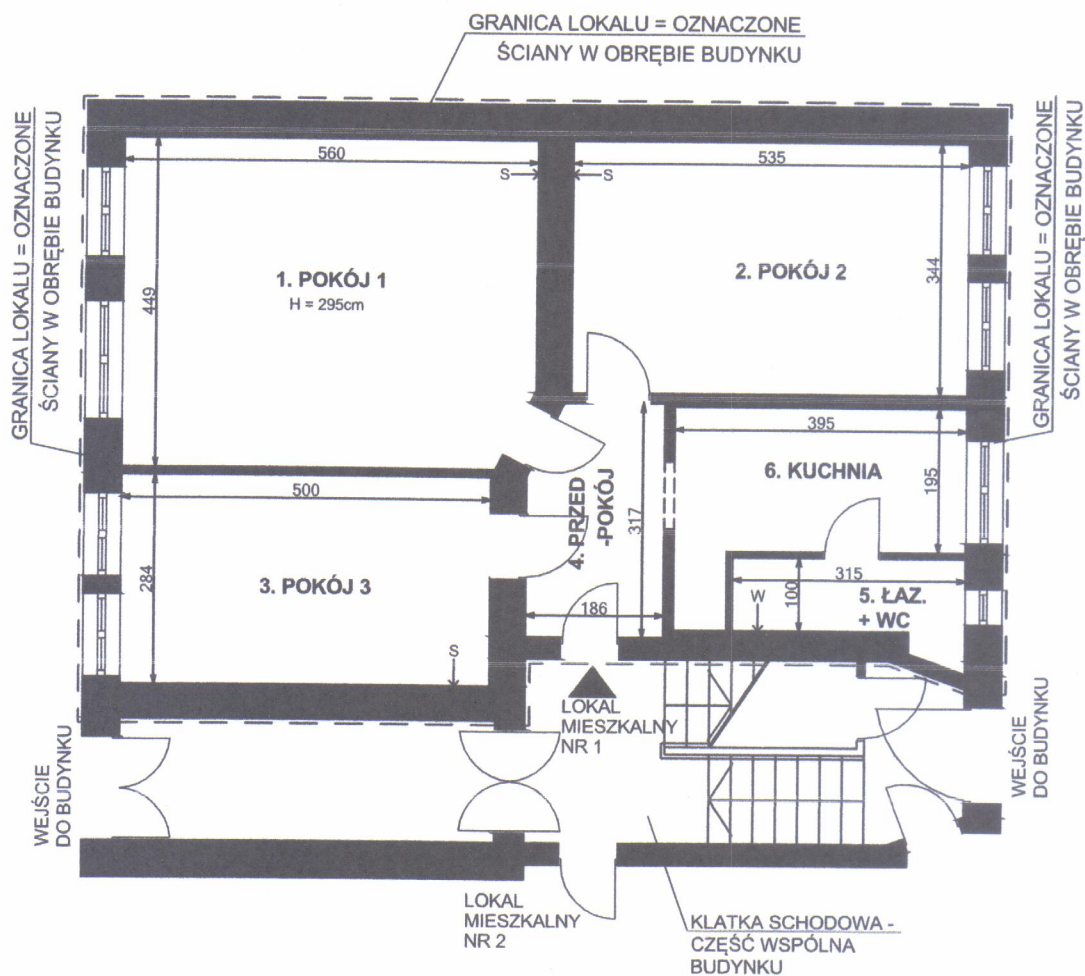 GRANICA LOKALU = OZNACZONE
ŚCIANY W OBRĘBIE BUDYNKU
GRANICA LOKALU = OZNACZONE
ŚCIANY W OBRĘBIE BUDYNKU
GRANICA LOKALU = OZNACZONE
ŚCIANY W OBRĘBIE BUDYNKU
560
535
S
S
1. POKÓJ 1
H = 295cm
449
2. POKÓJ 2
344
395
6. KUCHNIA
195
500
3. POKÓJ 3
284
S
4. PRZED
-POKÓJ
317
186
315
100
W
5. ŁAZ.
+ WC
LOKAL
MIESZKALNY
NR 1
WEJŚCIE
DO BUDYNKU
WEJŚCIE
DO BUDYNKU
LOKAL
MIESZKALNY
NR 2
KLATKA SCHODOWA -
CZĘŚĆ WSPÓLNA
BUDYNKU